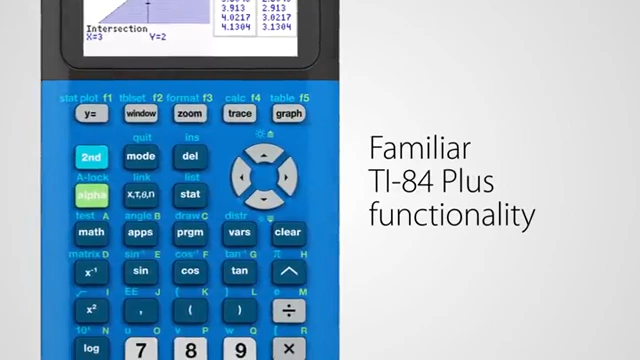 3.913 2.913
4.0217 3.0217
4.1304 3.1304
Intersection
X=3 Y=2
stat plot f1 tblset f2 format f3 calc f4 table f5
y= window zoom trace graph
quit ins
2nd mode del
A-lock link list
alpha X,T,θ,n stat
test A angle B draw C distr
math apps prgm vars clear
matrix D sin⁻¹ E cos⁻¹ F tan⁻¹ G π H
x⁻¹ sin cos tan ^
√ I EE J { K } L e M
x² , ( ) ÷
10ˣ N u O v P w Q [ R
log 7 8 9 ×
Familiar
TI-84 Plus
functionality